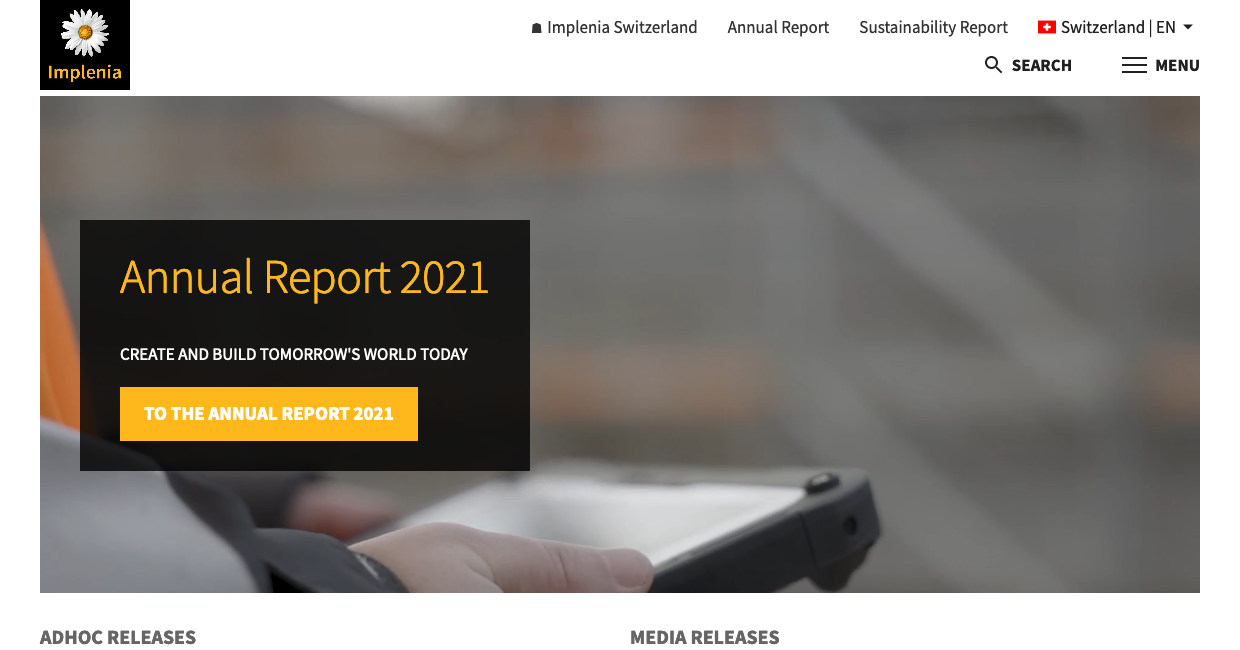 Implenia
Implenia Switzerland
Annual Report
Sustainability Report
Switzerland | EN
SEARCH
MENU
Annual Report 2021
CREATE AND BUILD TOMORROW'S WORLD TODAY
TO THE ANNUAL REPORT 2021
ADHOC RELEASES
MEDIA RELEASES